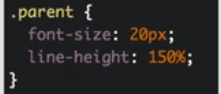 .parent {
  font-size: 20px;
  line-height: 150%;
}